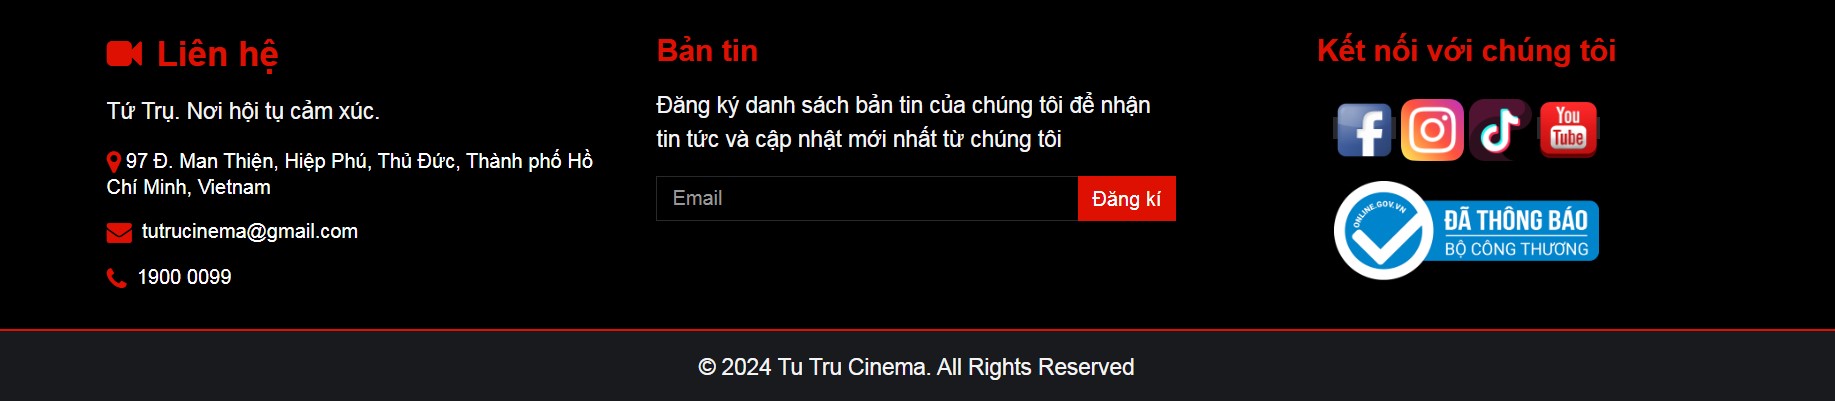 Liên hệ
Tứ Trụ. Nơi hội tụ cảm xúc.
97 Đ. Man Thiện, Hiệp Phú, Thủ Đức, Thành phố Hồ
Chí Minh, Vietnam
tutrucinema@gmail.com
1900 0099
Bản tin
Đăng ký danh sách bản tin của chúng tôi để nhận
tin tức và cập nhật mới nhất từ chúng tôi
Email
Đăng kí
Kết nối với chúng tôi
You
Tube
ONLINE.GOV.VN
ĐÃ THÔNG BÁO
BỘ CÔNG THƯƠNG
© 2024 Tu Tru Cinema. All Rights Reserved